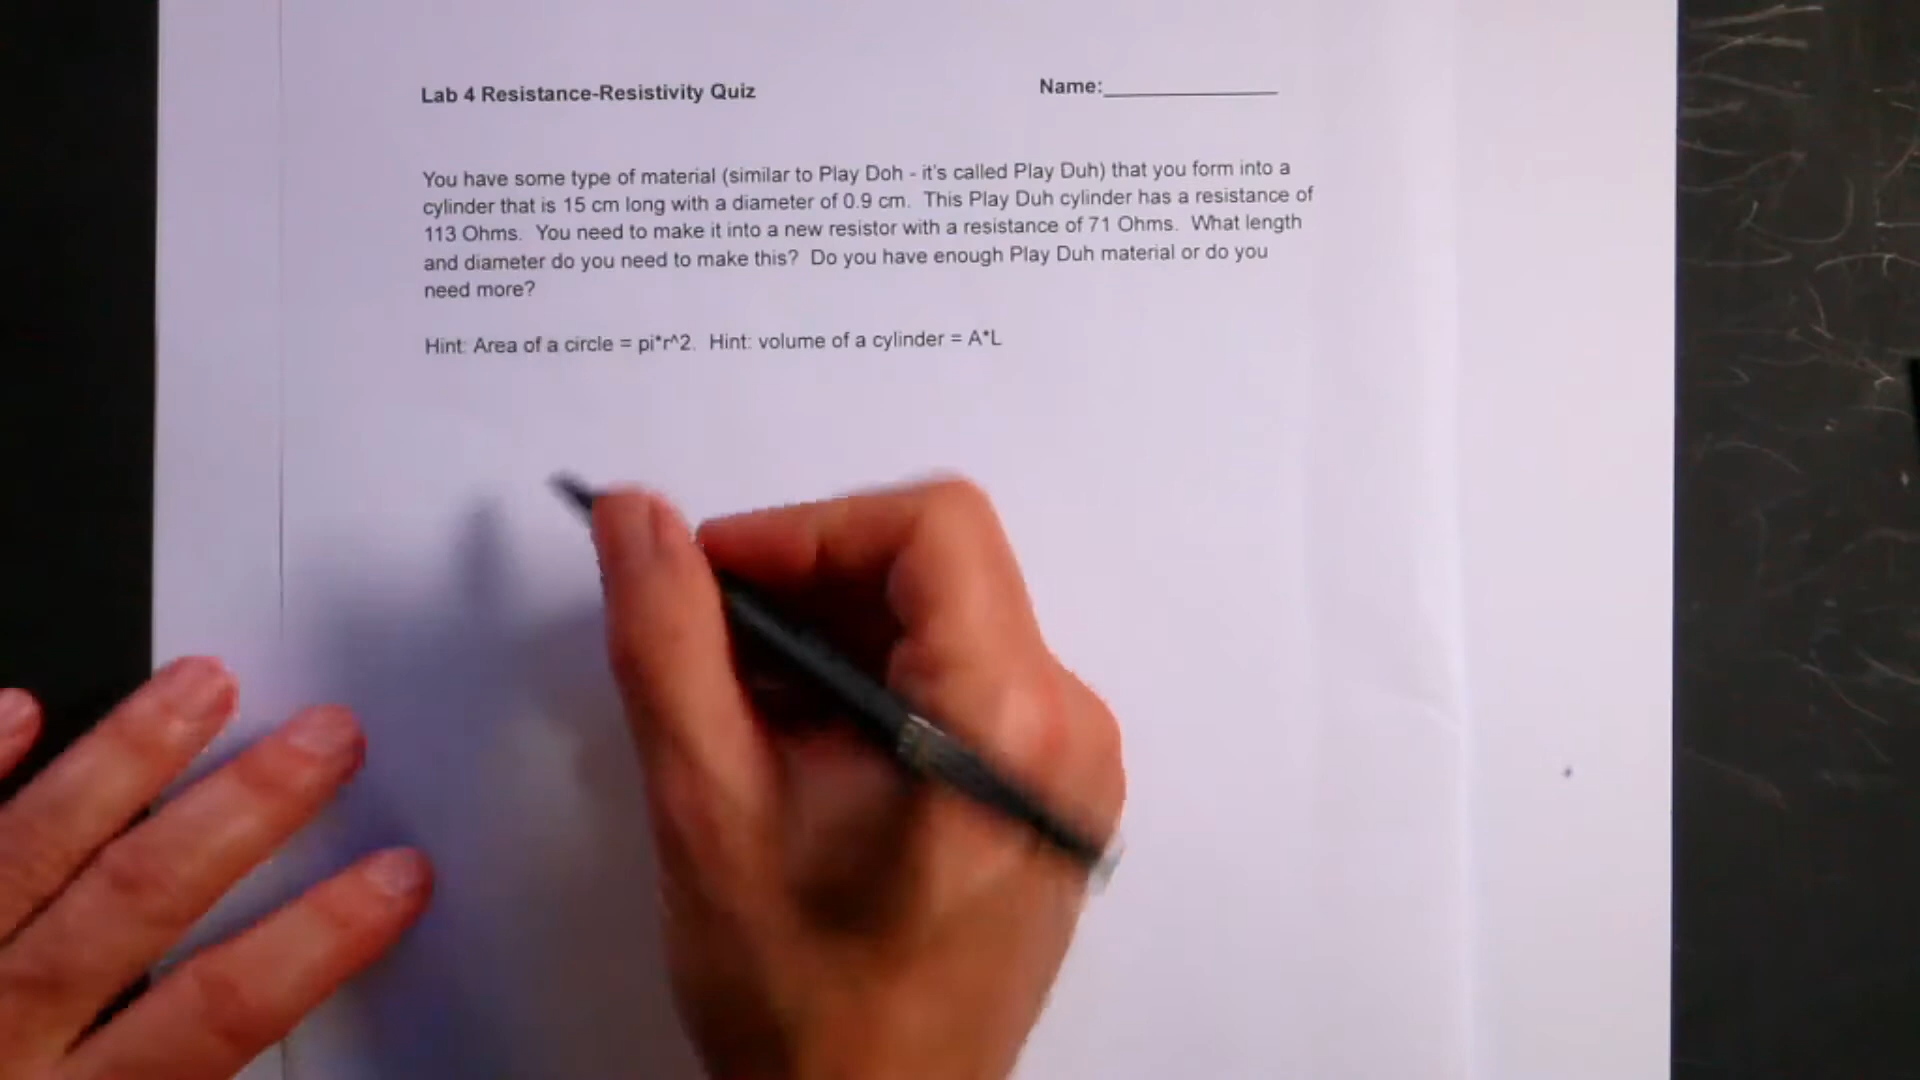 Lab 4 Resistance-Resistivity Quiz Name:_______________
You have some type of material (similar to Play Doh - it's called Play Duh) that you form into a
cylinder that is 15 cm long with a diameter of 0.9 cm. This Play Duh cylinder has a resistance of
113 Ohms. You need to make it into a new resistor with a resistance of 71 Ohms. What length
and diameter do you need to make this? Do you have enough Play Duh material or do you
need more?
Hint: Area of a circle = pi*r^2. Hint: volume of a cylinder = A*L